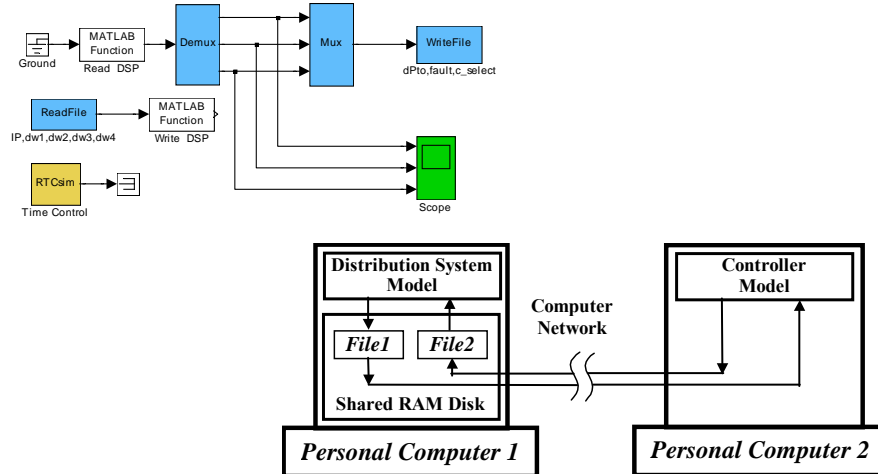 MATLAB
Function
Ground
Read DSP
Demux
Mux
WriteFile
dPto,fault,c_select
ReadFile
IP,dw1,dw2,dw3,dw4
MATLAB
Function
Write DSP
RTCsim
Time Control
Scope
Distribution System
Model
File1
File2
Shared RAM Disk
Personal Computer 1
Computer
Network
Controller
Model
Personal Computer 2